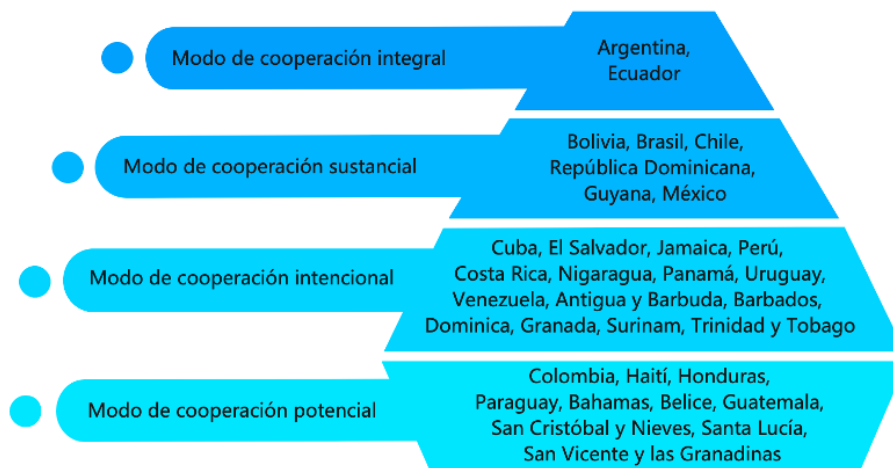 Modo de cooperación integral
Argentina,
Ecuador
Modo de cooperación sustancial
Bolivia, Brasil, Chile,
República Dominicana,
Guyana, México
Modo de cooperación intencional
Cuba, El Salvador, Jamaica, Perú,
Costa Rica, Nigaragua, Panamá, Uruguay,
Venezuela, Antigua y Barbuda, Barbados,
Dominica, Granada, Surinam, Trinidad y Tobago
Modo de cooperación potencial
Colombia, Haití, Honduras,
Paraguay, Bahamas, Belice, Guatemala,
San Cristóbal y Nieves, Santa Lucía,
San Vicente y las Granadinas